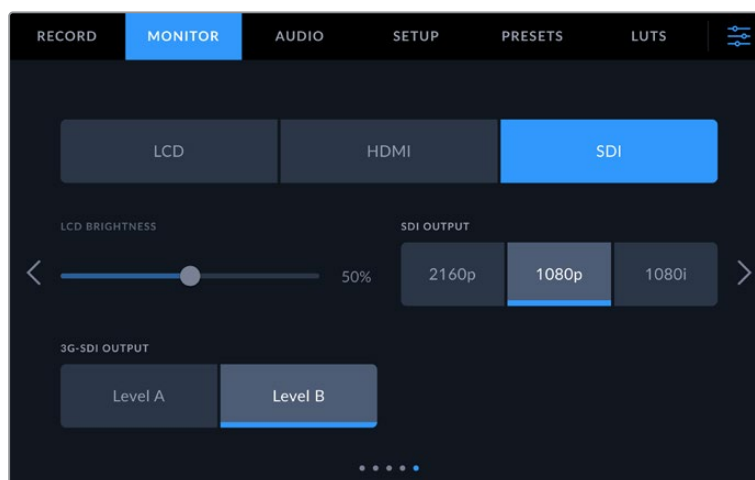 RECORD MONITOR AUDIO SETUP PRESETS LUTS
LCD HDMI SDI
LCD BRIGHTNESS SDI OUTPUT
50% 2160p 1080p 1080i
3G-SDI OUTPUT
Level A Level B